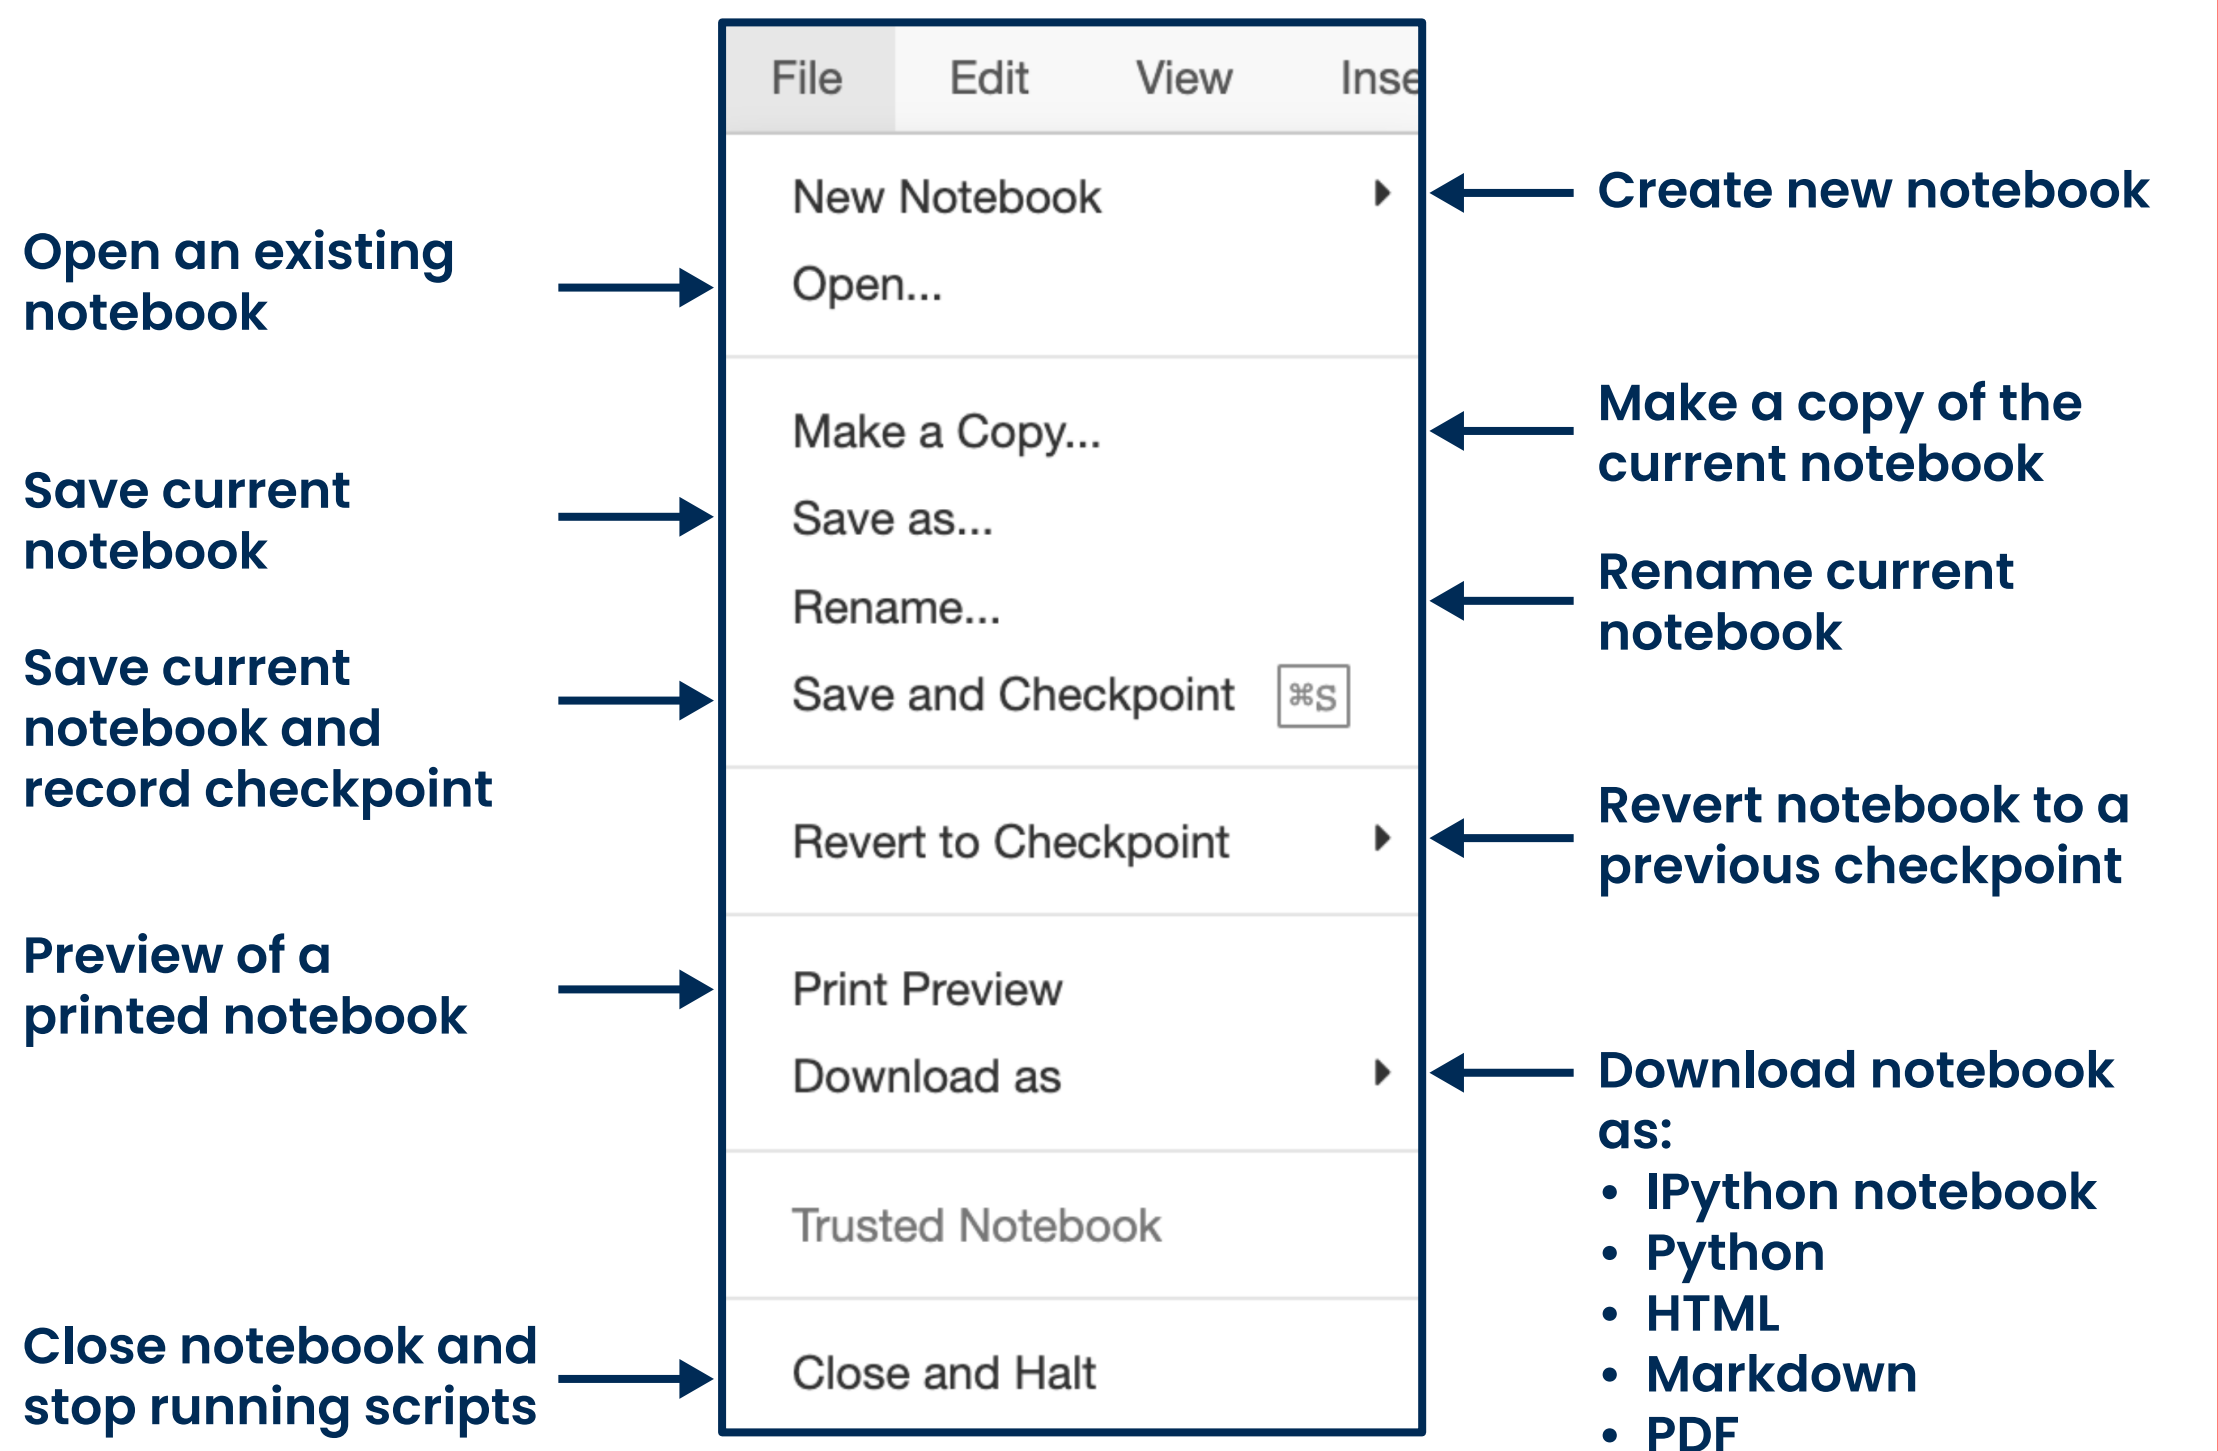 File Edit View Inse
New Notebook
Create new notebook
Open an existing
notebook
Open...
Make a Copy...
Make a copy of the
current notebook
Save current
notebook
Save as...
Rename...
Rename current
notebook
Save current
notebook and
record checkpoint
Save and Checkpoint ⌘S
Revert to Checkpoint
Revert notebook to a
previous checkpoint
Preview of a
printed notebook
Print Preview
Download as
Download notebook
as:
• IPython notebook
• Python
• HTML
• Markdown
• PDF
Trusted Notebook
Close notebook and
stop running scripts
Close and Halt